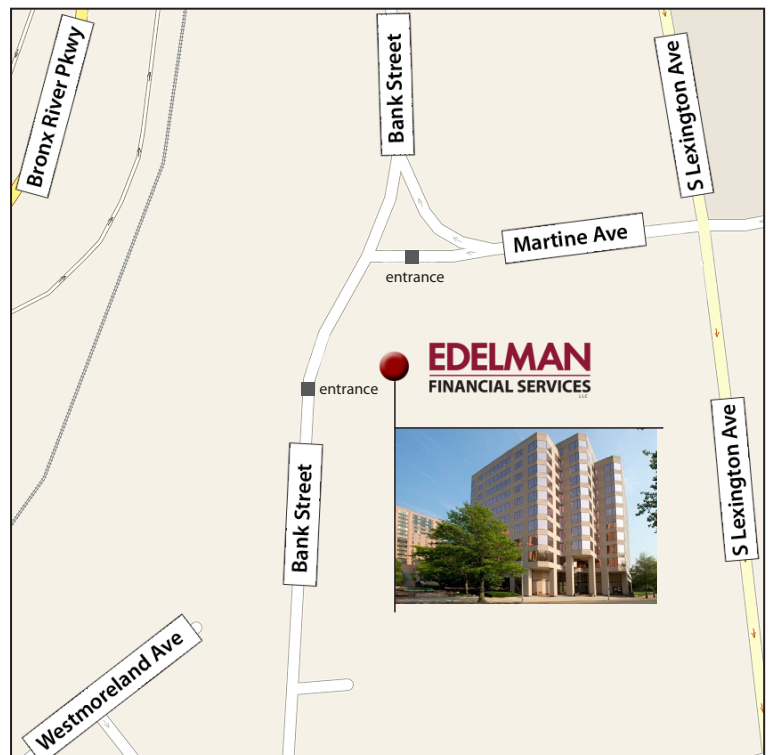 Bronx River Pkwy
Bank Street
S Lexington Ave
Martine Ave
entrance
EDELMAN
FINANCIAL SERVICES
LLC
entrance
Bank Street
S Lexington Ave
Westmoreland Ave